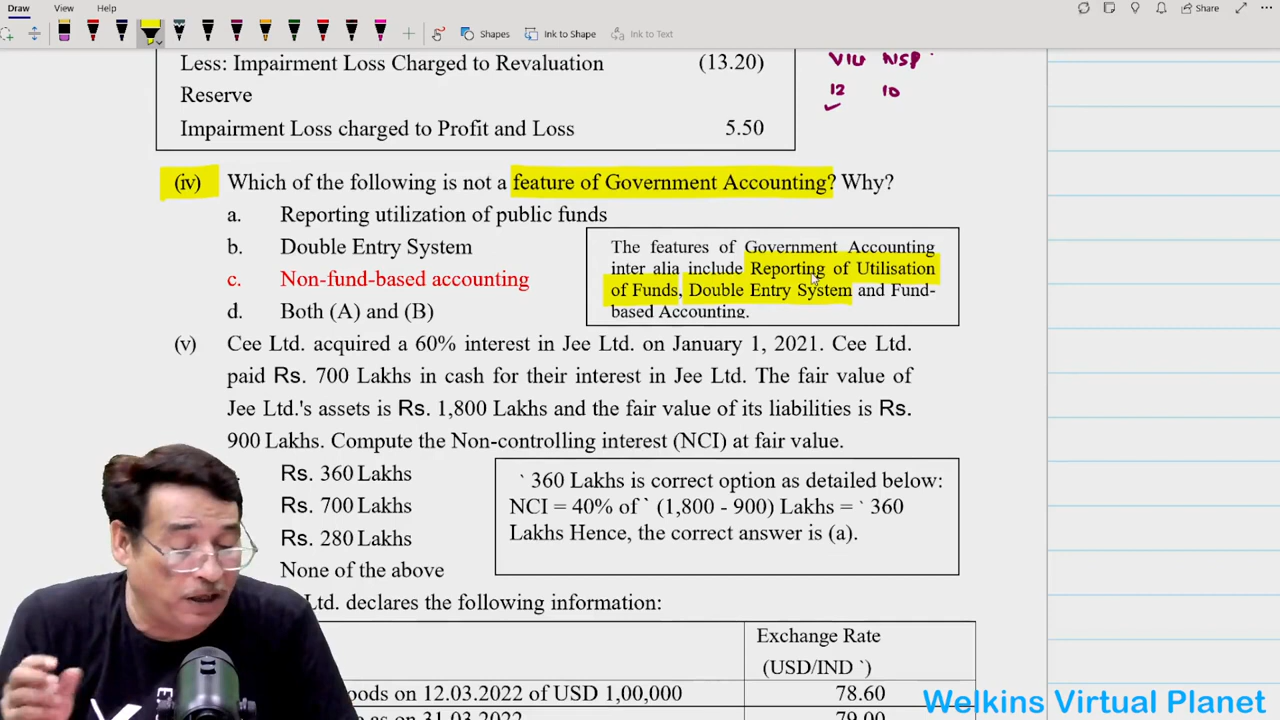 Draw View Help
Shapes Ink to Shape Ink to Text Share
Less: Impairment Loss Charged to Revaluation (13.20)
Reserve
Impairment Loss charged to Profit and Loss 5.50
VIU NSP
12 10
(iv) Which of the following is not a feature of Government Accounting? Why?
a. Reporting utilization of public funds
b. Double Entry System
c. Non-fund-based accounting
d. Both (A) and (B)
The features of Government Accounting
inter alia include Reporting of Utilisation
of Funds, Double Entry System and Fund-
based Accounting.
(v) Cee Ltd. acquired a 60% interest in Jee Ltd. on January 1, 2021. Cee Ltd.
paid Rs. 700 Lakhs in cash for their interest in Jee Ltd. The fair value of
Jee Ltd.'s assets is Rs. 1,800 Lakhs and the fair value of its liabilities is Rs.
900 Lakhs. Compute the Non-controlling interest (NCI) at fair value.
Rs. 360 Lakhs
Rs. 700 Lakhs
Rs. 280 Lakhs
None of the above
` 360 Lakhs is correct option as detailed below:
NCI = 40% of ` (1,800 - 900) Lakhs = ` 360
Lakhs Hence, the correct answer is (a).
Ltd. declares the following information:
Exchange Rate
(USD/IND `)
oods on 12.03.2022 of USD 1,00,000 78.60
as on 31.03.2022 79.00
Welkins Virtual Planet